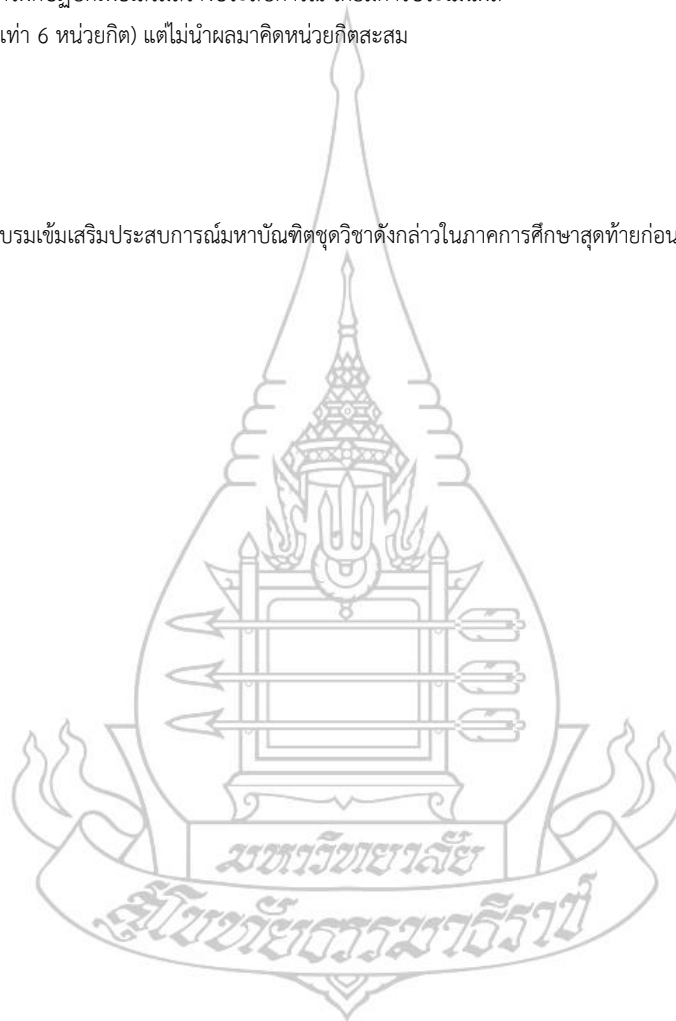 เท่า 6 หน่วยกิต) แต่ไม่นำผลมาคิดหน่วยกิตสะสม
บรมเข้มเสริมประสบการณ์มหาบัณฑิตชุดวิชาดังกล่าวในภาคการศึกษาสุดท้ายก่อน
มหาวิทยาลัย
สุโขทัยธรรมาธิราช